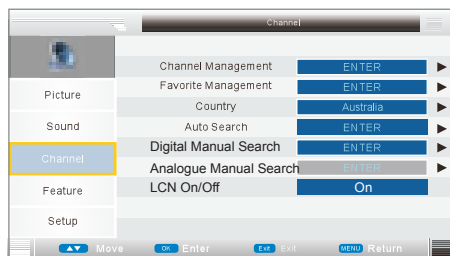 Channel
Channel Management ENTER
Favorite Management ENTER
Country Australia
Auto Search ENTER
Digital Manual Search ENTER
Analogue Manual Search ENTER
LCN On/Off On
Picture
Sound
Channel
Feature
Setup
Move OK Enter Exit Exit MENU Return